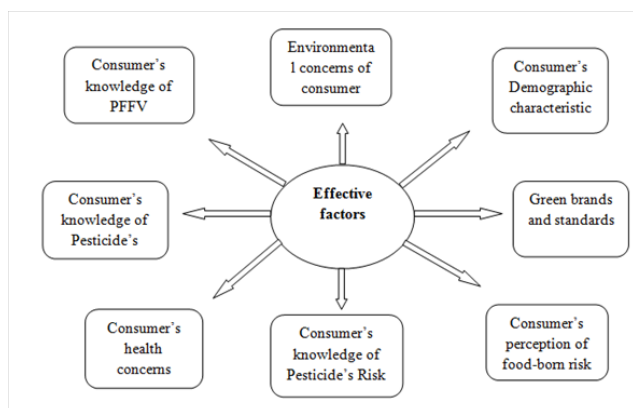 Environmenta
l concerns of
consumer
Consumer's
knowledge of
PFFV
Consumer's
Demographic
characteristic
Effective
factors
Consumer's
knowledge of
Pesticide's
Green brands
and standards
Consumer's
health
concerns
Consumer's
knowledge of
Pesticide's Risk
Consumer's
perception of
food-born risk